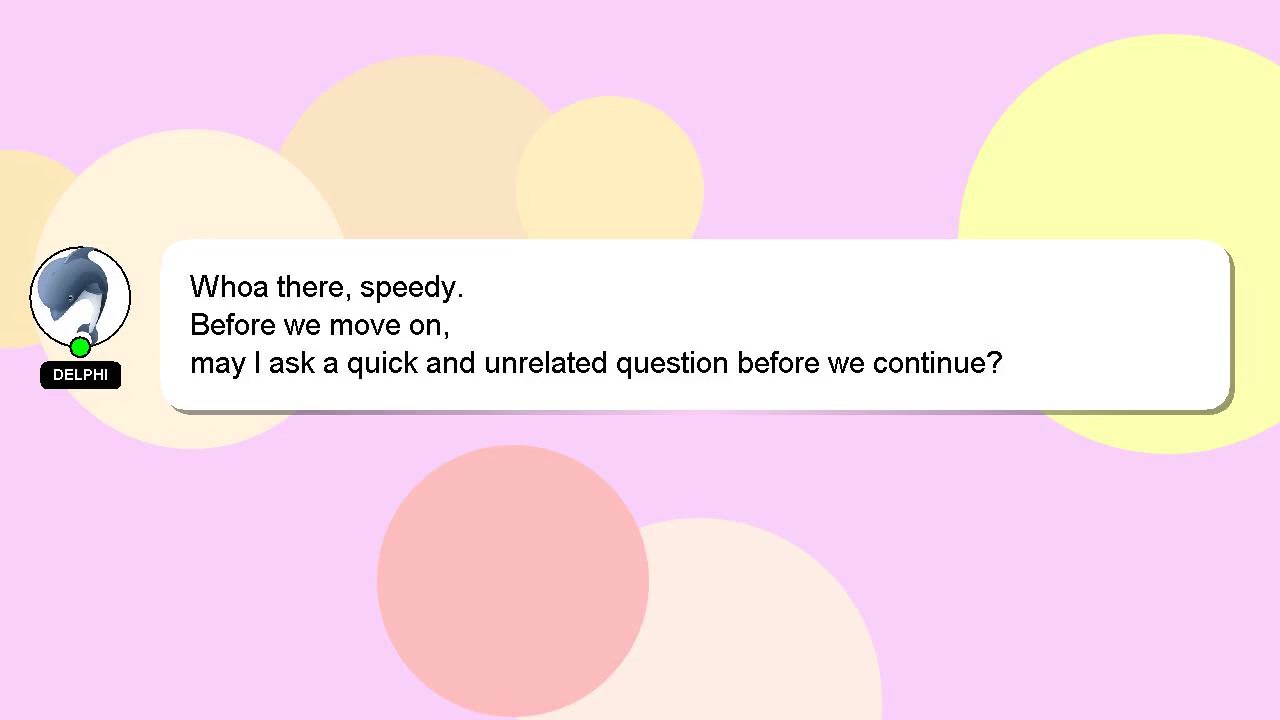 Whoa there, speedy.
Before we move on,
may I ask a quick and unrelated question before we continue?
DELPHI